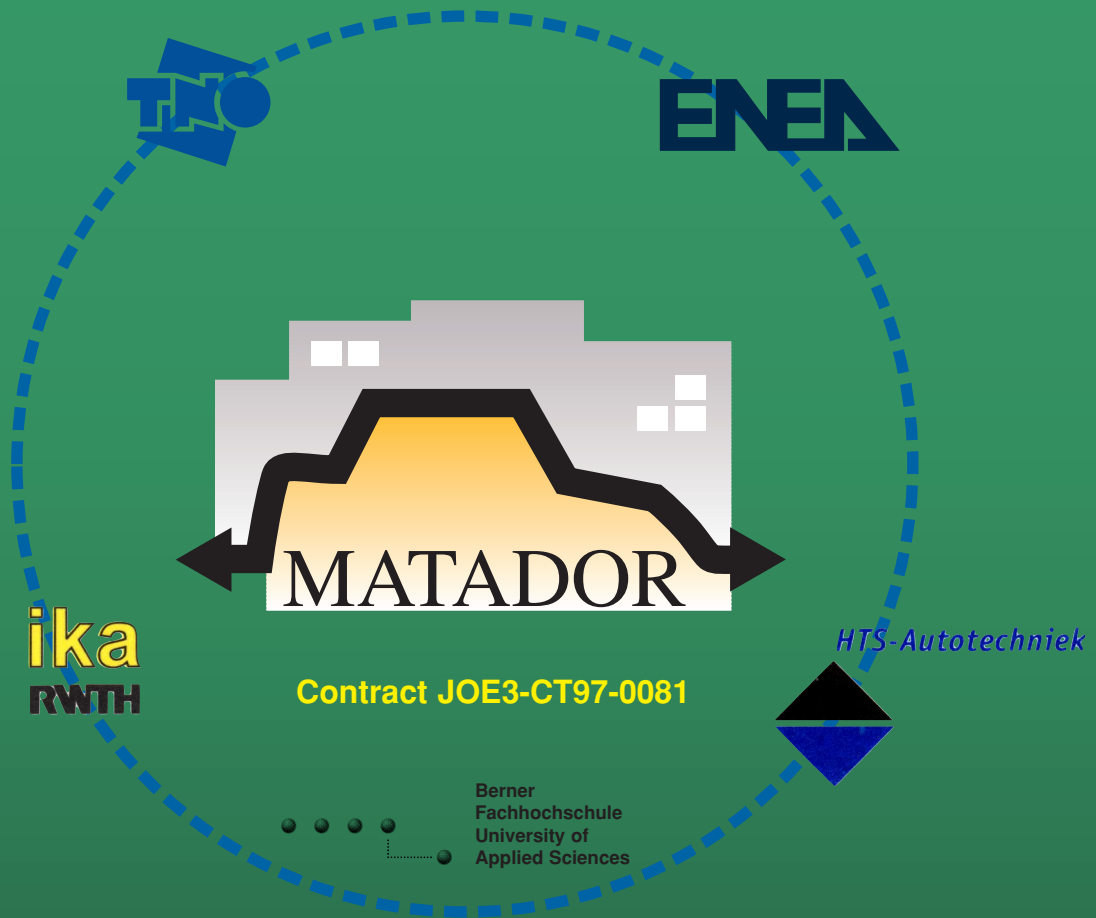 TNO
ENEA
MATADOR
ika
RWTH
HTS-Autotechniek
Contract JOE3-CT97-0081
Berner
Fachhochschule
University of
Applied Sciences